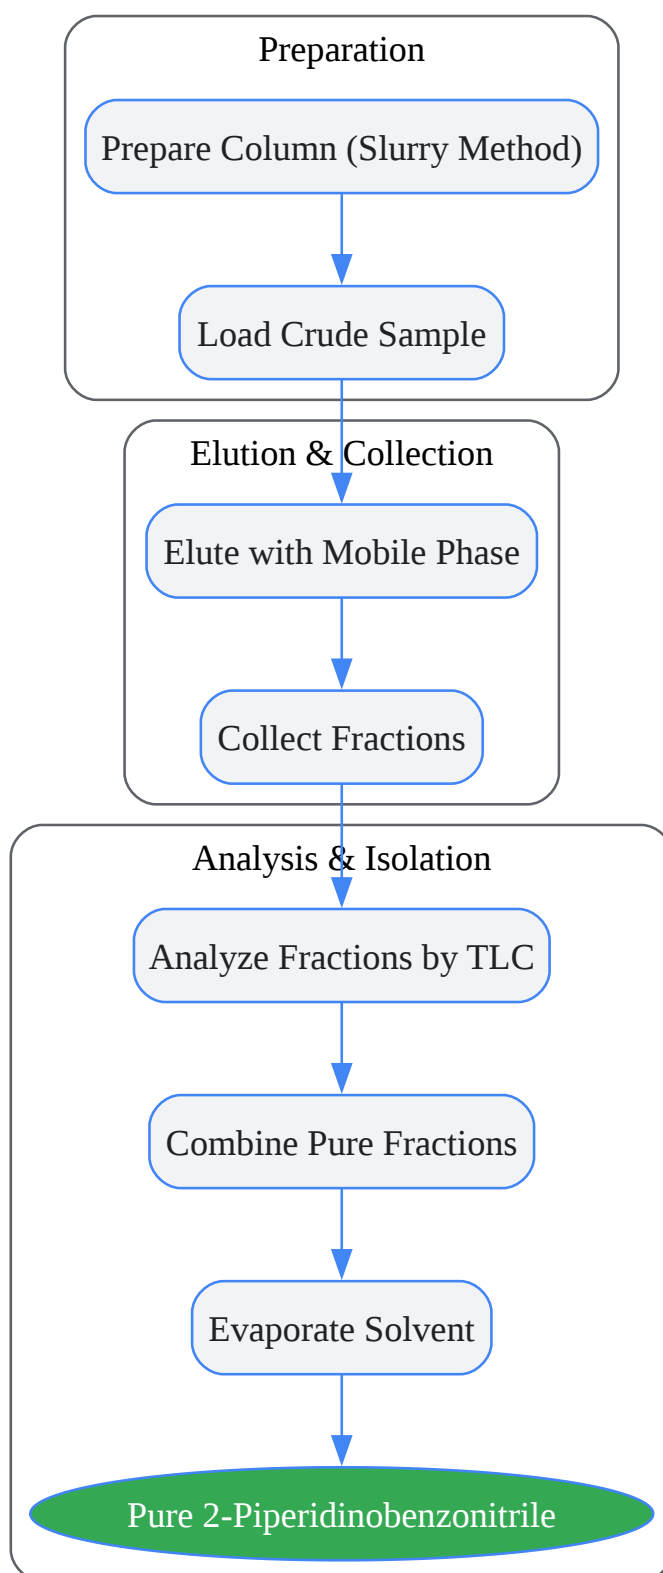 Preparation
Prepare Column (Slurry Method)
Load Crude Sample
Elution & Collection
Elute with Mobile Phase
Collect Fractions
Analysis & Isolation
Analyze Fractions by TLC
Combine Pure Fractions
Evaporate Solvent
Pure 2-Piperidinobenzonitrile